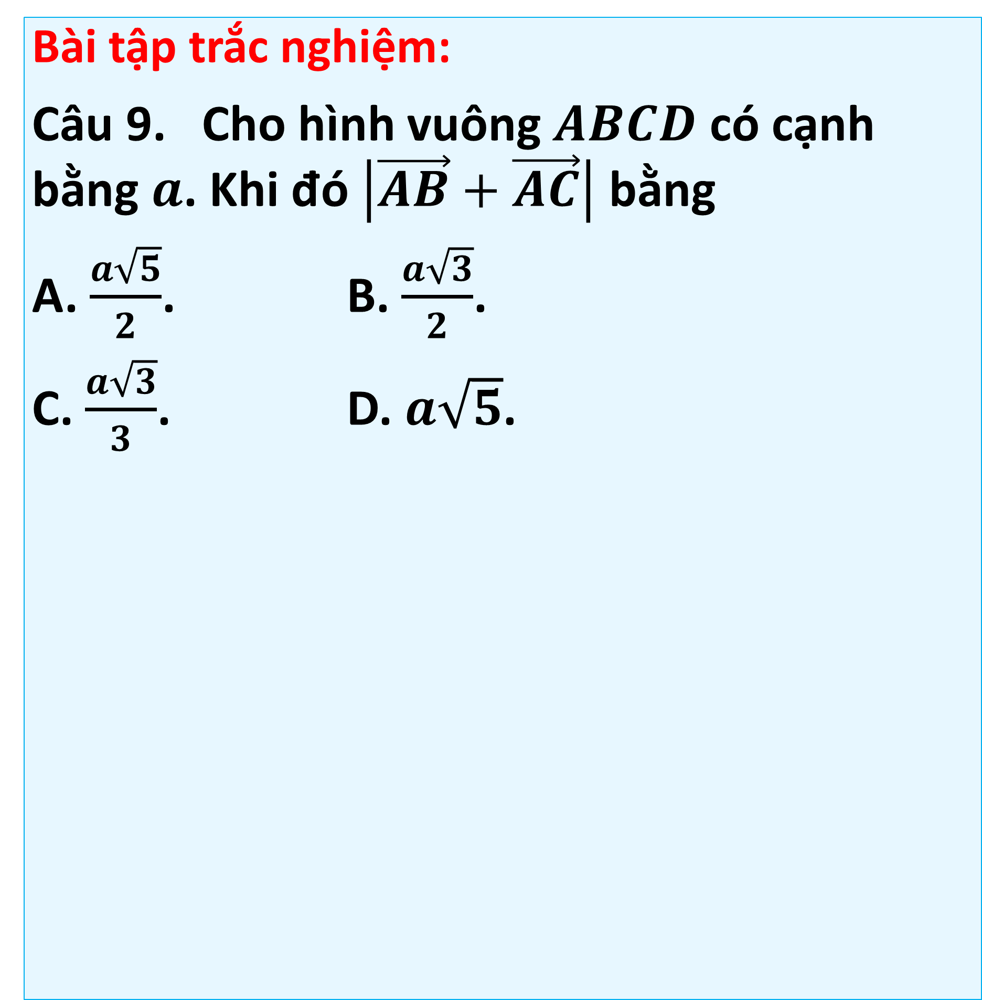 Bài tập trắc nghiệm:
Câu 9. Cho hình vuông $ABCD$ có cạnh
bằng $a$. Khi đó $\left|\overrightarrow{AB} + \overrightarrow{AC}\right|$ bằng
A. $\frac{a\sqrt{5}}{2}$. B. $\frac{a\sqrt{3}}{2}$.
C. $\frac{a\sqrt{3}}{3}$. D. $a\sqrt{5}$.